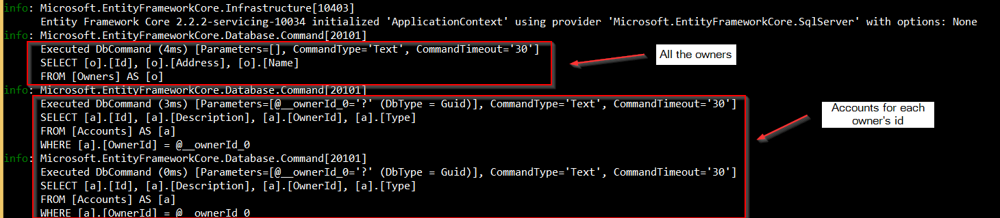 info: Microsoft.EntityFrameworkCore.Infrastructure[10403]
Entity Framework Core 2.2.2-servicing-10034 initialized 'ApplicationContext' using provider 'Microsoft.EntityFrameworkCore.SqlServer' with options: None
info: Microsoft.EntityFrameworkCore.Database.Command[20101]
Executed DbCommand (4ms) [Parameters=[], CommandType='Text', CommandTimeout='30']
SELECT [o].[Id], [o].[Address], [o].[Name]
FROM [Owners] AS [o]
All the owners
info: Microsoft.EntityFrameworkCore.Database.Command[20101]
Executed DbCommand (3ms) [Parameters=[@__ownerId_0='?' (DbType = Guid)], CommandType='Text', CommandTimeout='30']
SELECT [a].[Id], [a].[Description], [a].[OwnerId], [a].[Type]
FROM [Accounts] AS [a]
WHERE [a].[OwnerId] = @__ownerId_0
Accounts for each
owner's id
info: Microsoft.EntityFrameworkCore.Database.Command[20101]
Executed DbCommand (0ms) [Parameters=[@__ownerId_0='?' (DbType = Guid)], CommandType='Text', CommandTimeout='30']
SELECT [a].[Id], [a].[Description], [a].[OwnerId], [a].[Type]
FROM [Accounts] AS [a]
WHERE [a].[OwnerId] = @__ownerId_0